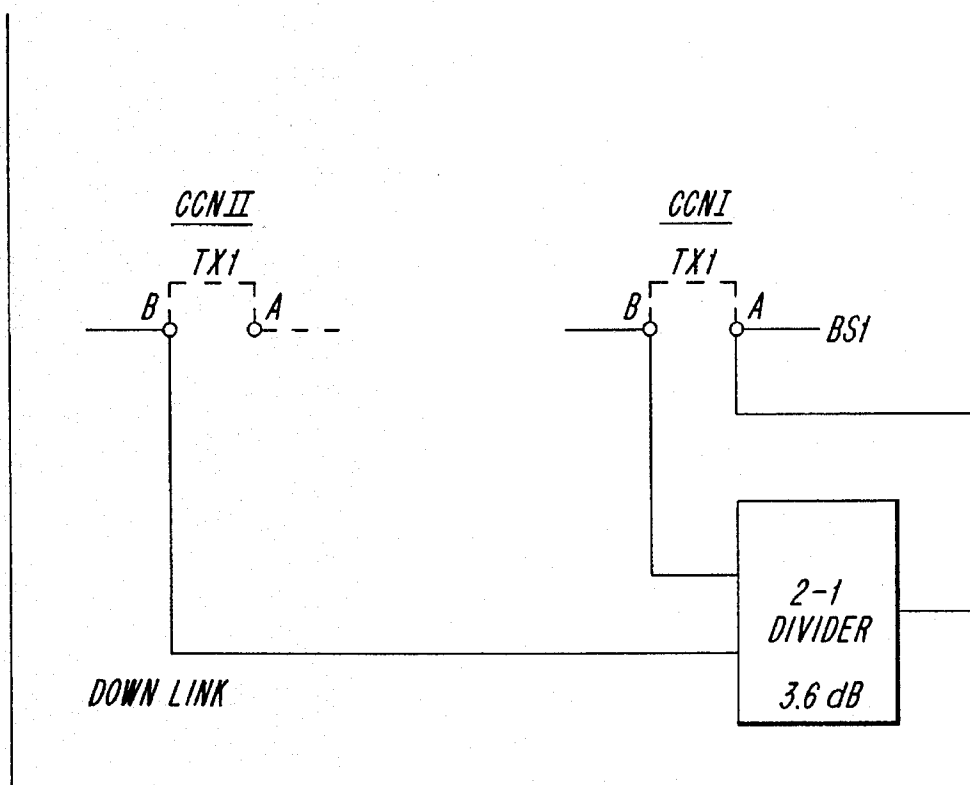 CCNII
CCNI
TX1
TX1
B
A
B
A
BS1
2-1
DIVIDER
3.6 dB
DOWN LINK